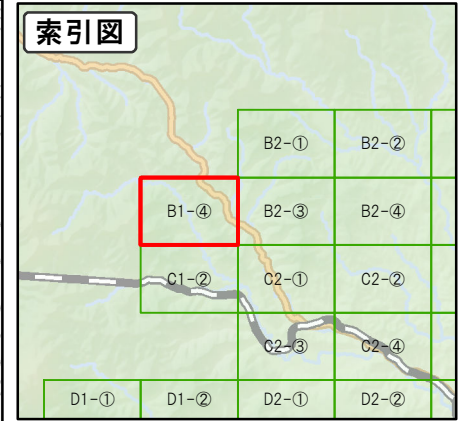 索引図
B2-① B2-②
B1-④ B2-③ B2-④
C1-② C2-① C2-②
C2-③ C2-④
D1-① D1-② D2-① D2-②